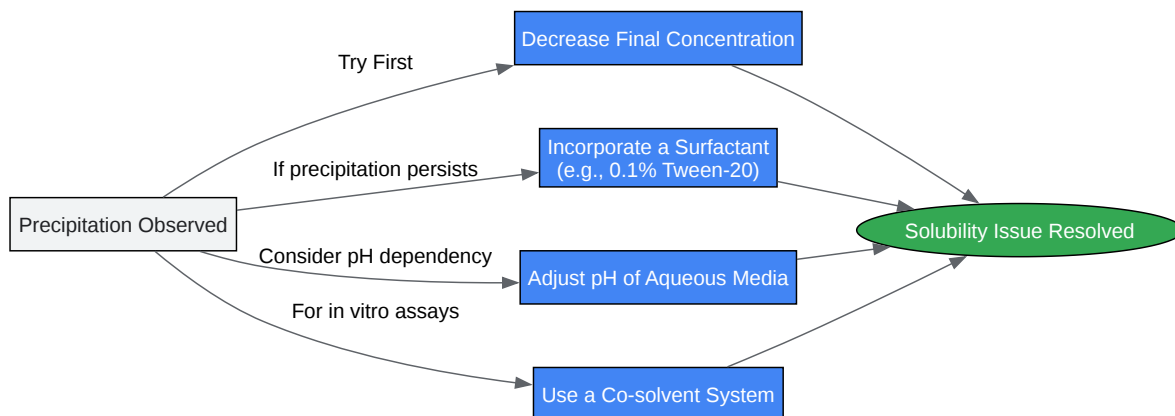 Decrease Final Concentration
Try First
Incorporate a Surfactant
(e.g., 0.1% Tween-20)
If precipitation persists
Precipitation Observed
Solubility Issue Resolved
Consider pH dependency
Adjust pH of Aqueous Media
For in vitro assays
Use a Co-solvent System